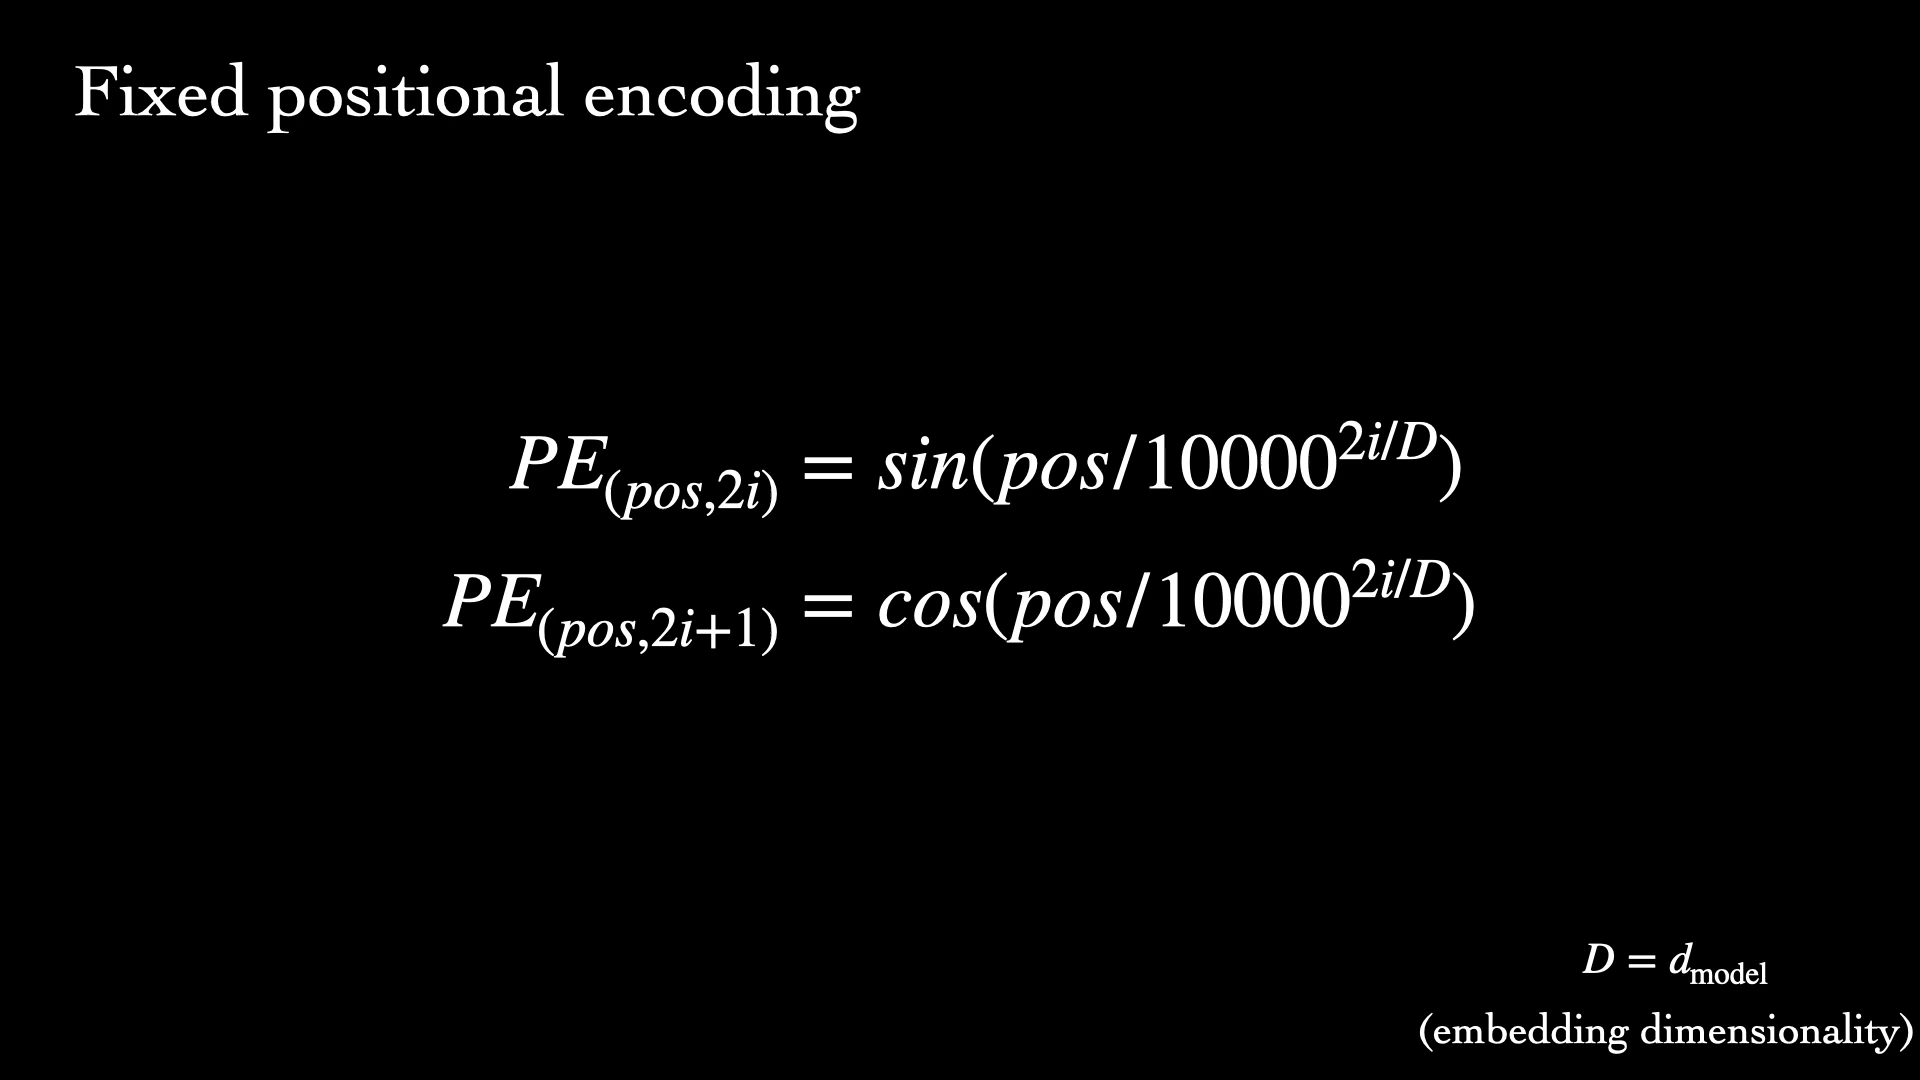 Fixed positional encoding
PE(pos,2i) = sin(pos/10000^2i/D)
PE(pos,2i+1) = cos(pos/10000^2i/D)
D = dmodel
(embedding dimensionality)